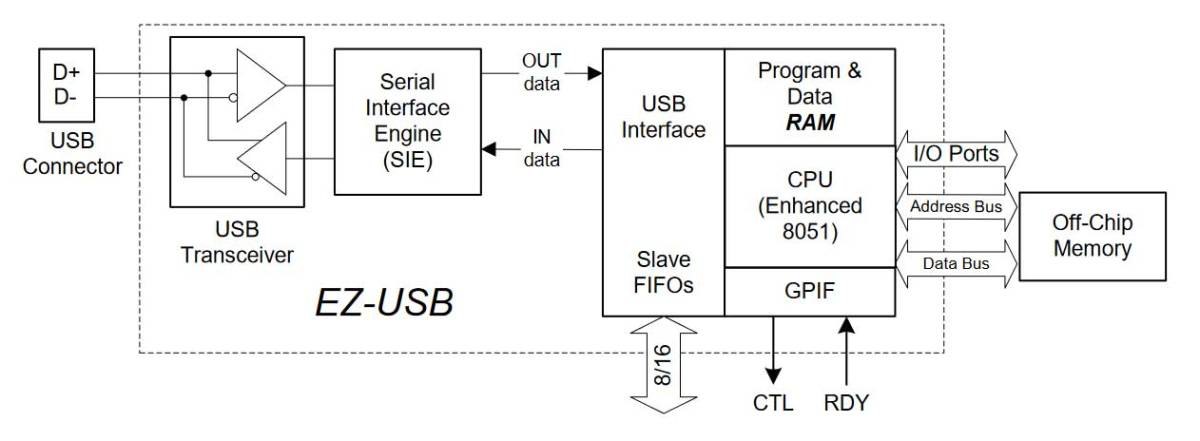 D+
D-
USB
Connector
USB
Transceiver
Serial
Interface
Engine
(SIE)
OUT
data
IN
data
USB
Interface
Slave
FIFOs
Program &
Data
RAM
CPU
(Enhanced
8051)
GPIF
I/O Ports
Address Bus
Data Bus
Off-Chip
Memory
EZ-USB
8/16
CTL
RDY